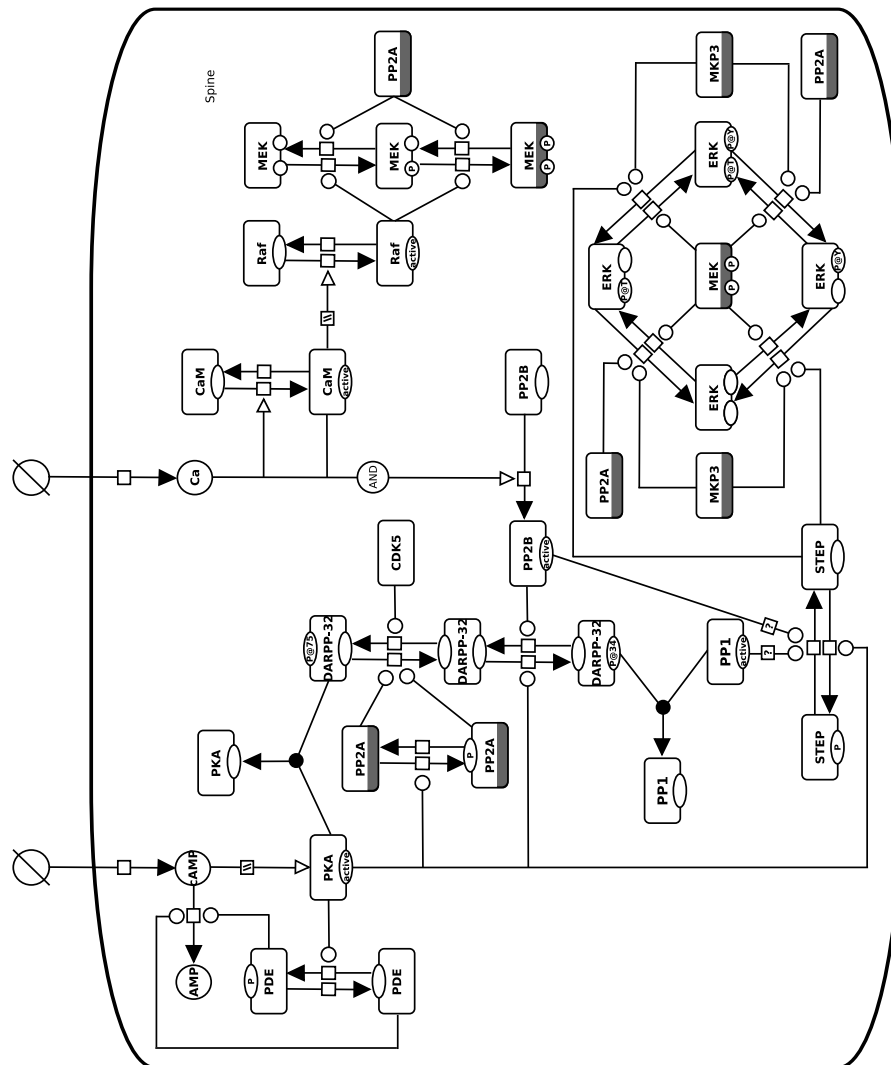 Spine
PP2A
MKP3
PP2A
MEK
MEK
P
MEK
P
P
ERK
P@T
P@Y
Raf
Raf
active
ERK
P@T
MEK
P
P
ERK
P@Y
CaM
CaM
active
PP2B
ERK
Ca
AND
PP2A
MKP3
CDK5
PP2B
active
STEP
P@75
DARPP-32
DARPP-32
DARPP-32
P@34
PP1
active
?
?
PKA
PP2A
P
PP2A
PP1
STEP
P
cAMP
//
//
PKA
active
AMP
P
PDE
PDE